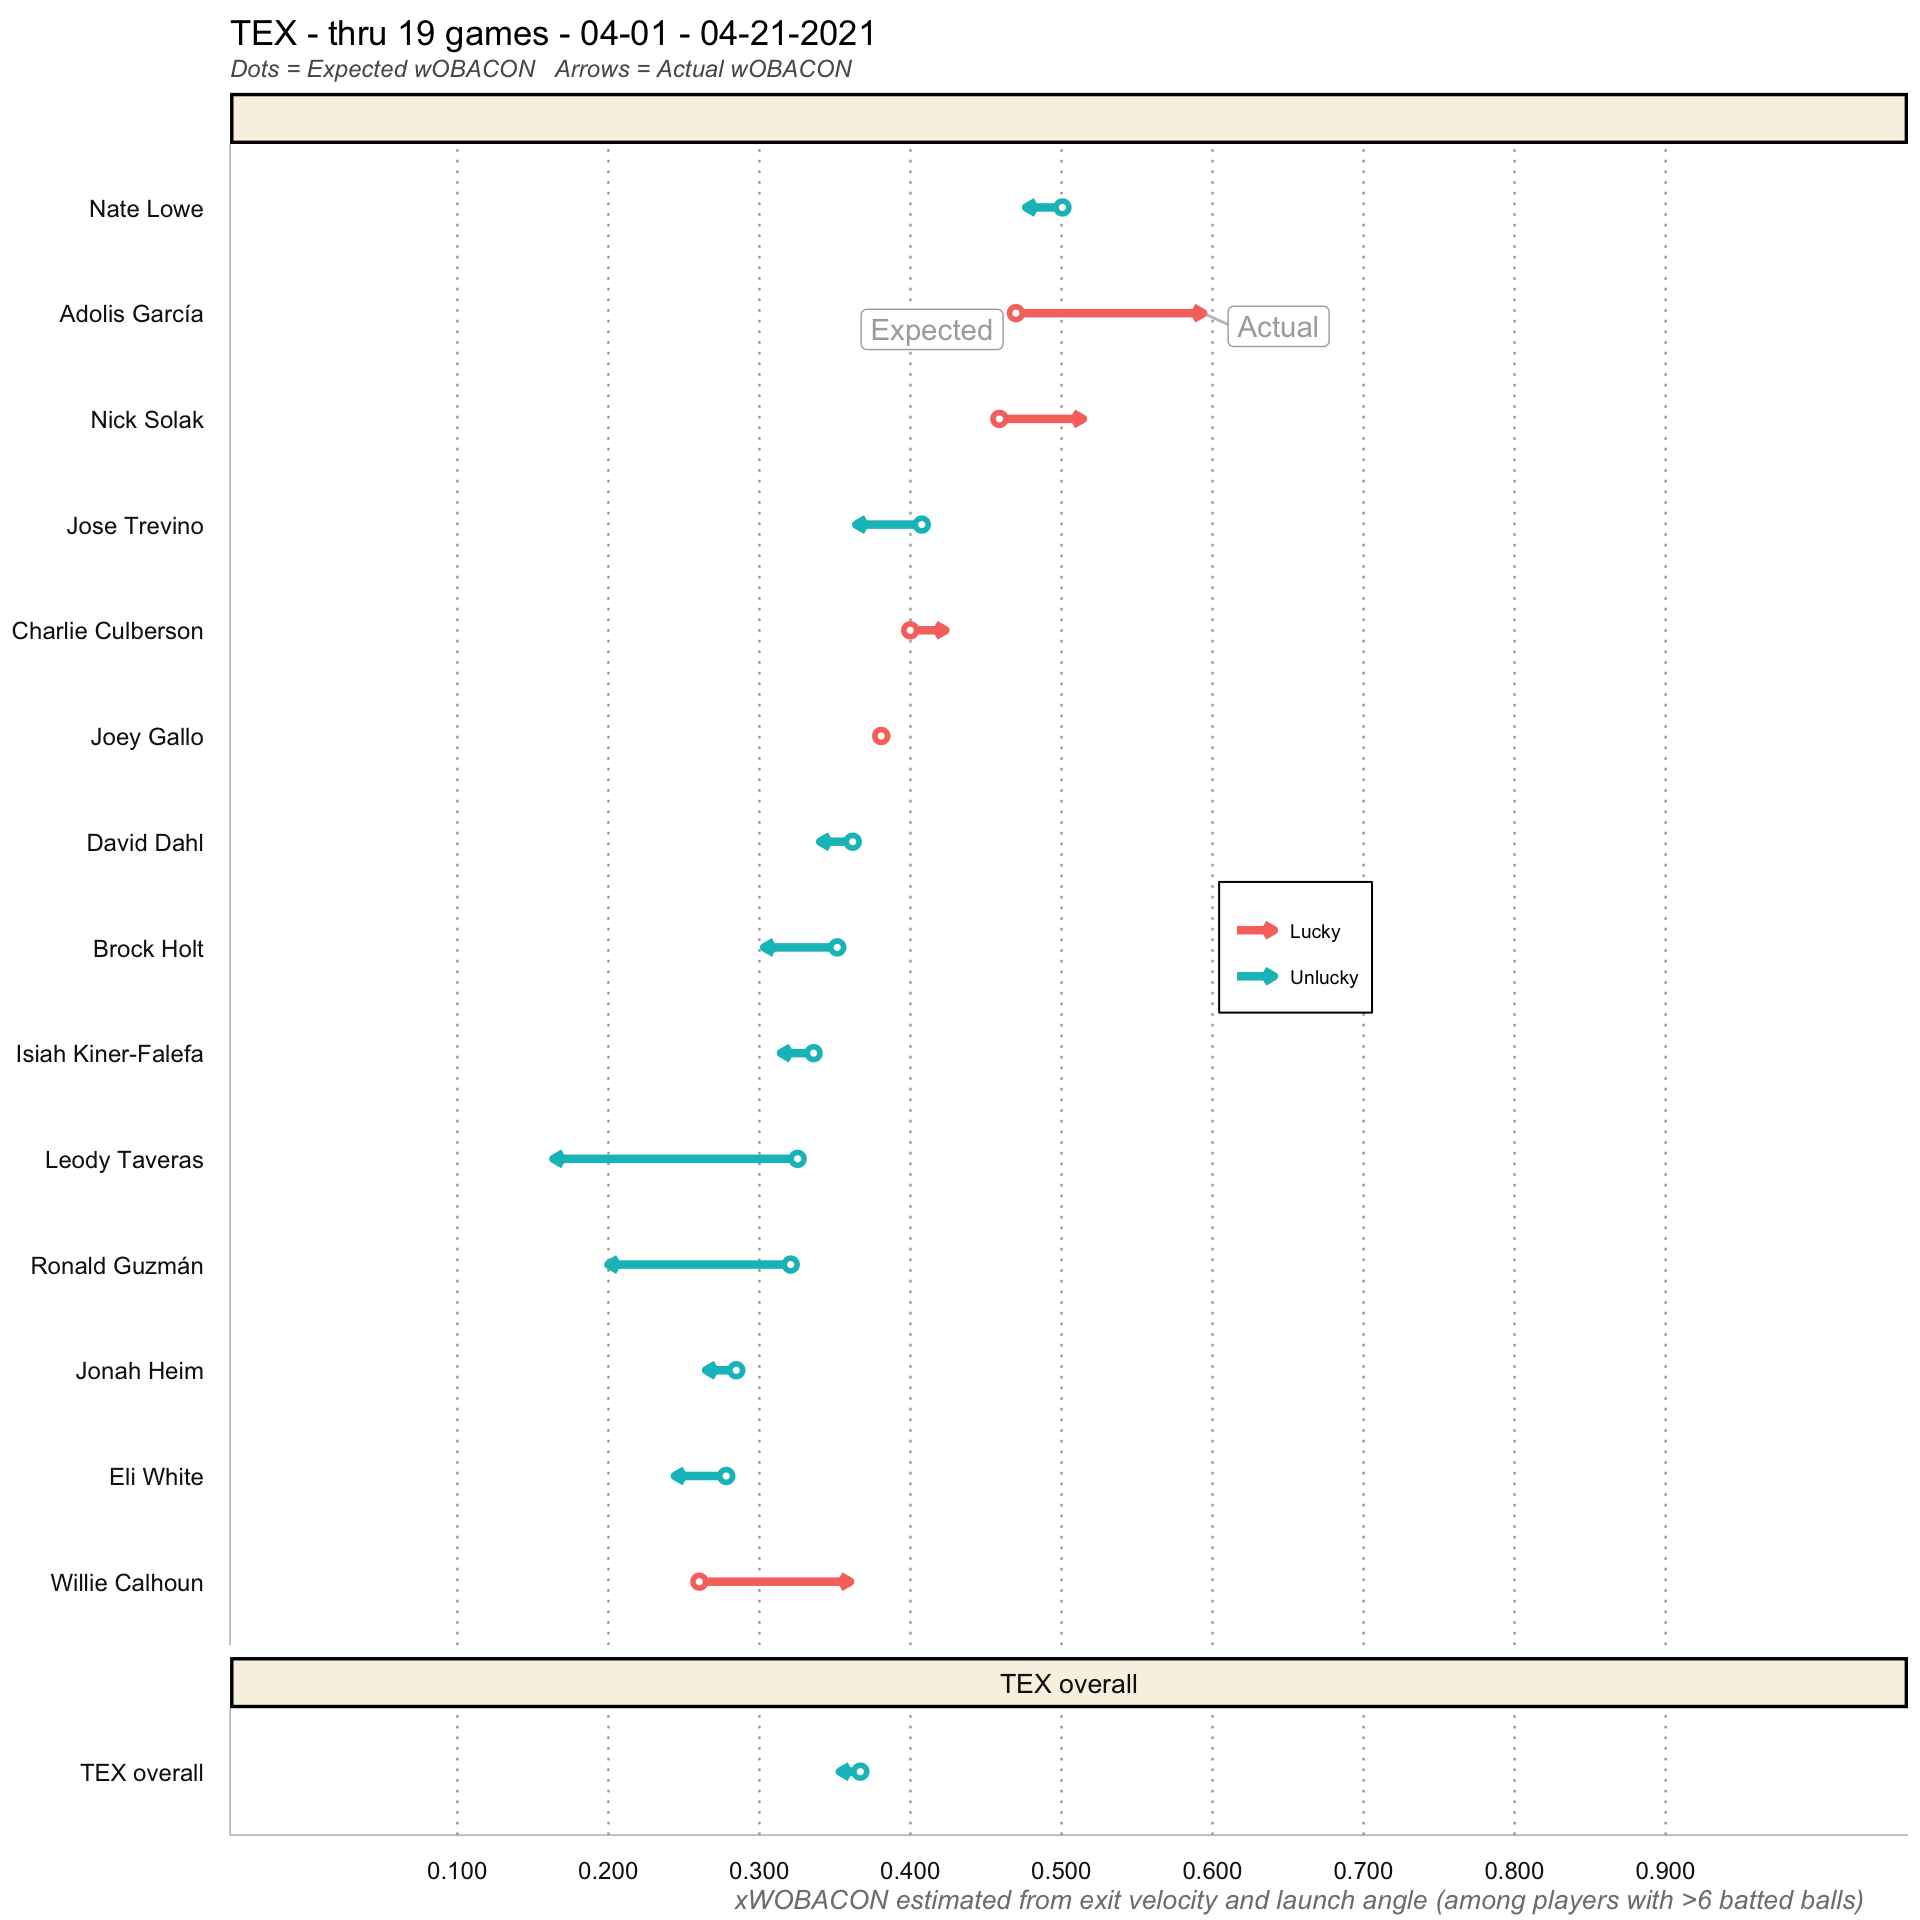 TEX - thru 19 games - 04-01 - 04-21-2021
Dots = Expected wOBACON   Arrows = Actual wOBACON
Nate Lowe
Adolis García
Expected
Actual
Nick Solak
Jose Trevino
Charlie Culberson
Joey Gallo
David Dahl
Lucky
Brock Holt
Unlucky
Isiah Kiner-Falefa
Leody Taveras
Ronald Guzmán
Jonah Heim
Eli White
Willie Calhoun
TEX overall
TEX overall
0.100 0.200 0.300 0.400 0.500 0.600 0.700 0.800 0.900
xWOBACON estimated from exit velocity and launch angle (among players with >6 batted balls)